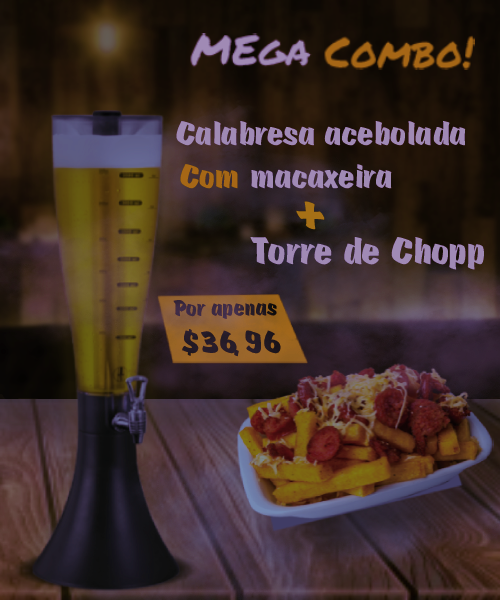 MEGA COMBO!
Calabresa acebolada
Com macaxeira
+
Torre de Chopp
Por apenas
$36,96